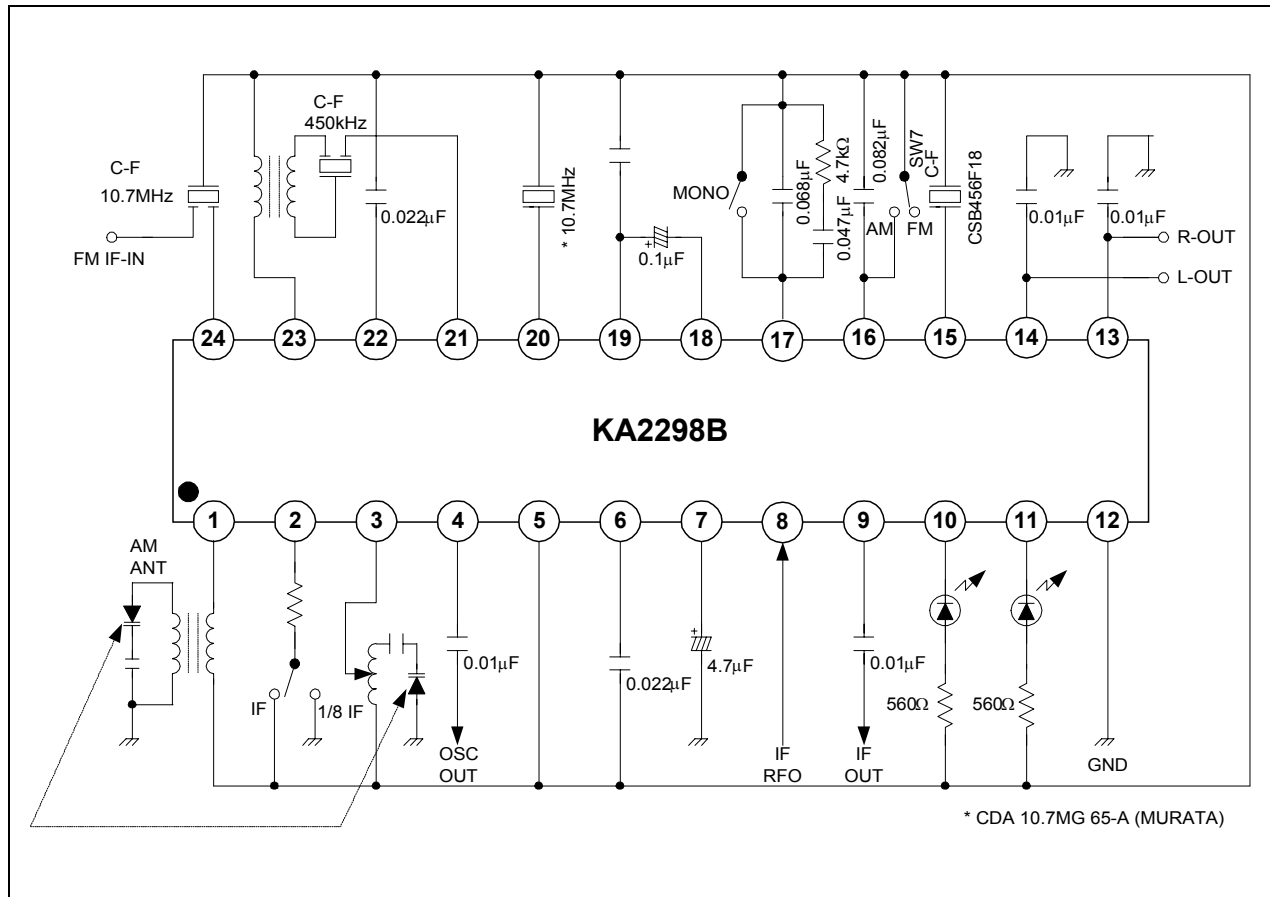 C-F
450kHz
C-F
10.7MHz
FM IF-IN
0.022μF
* 10.7MHz
+
0.1μF
MONO
0.068μF
4.7kΩ
0.047μF
0.082μF
AM
FM
SW7
C-F
CSB456F18
0.01μF
0.01μF
R-OUT
L-OUT
24
23
22
21
20
19
18
17
16
15
14
13
KA2298B
1
2
3
4
5
6
7
8
9
10
11
12
AM
ANT
IF
1/8 IF
0.01μF
OSC
OUT
0.022μF
+
4.7μF
IF
RFO
0.01μF
IF
OUT
560Ω
560Ω
GND
* CDA 10.7MG 65-A (MURATA)